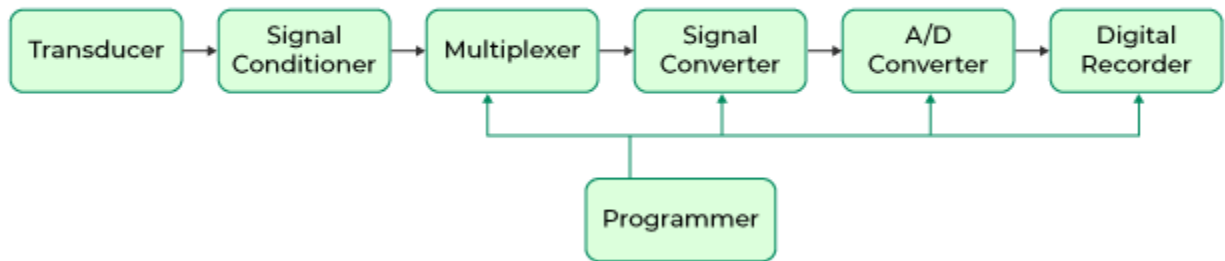 Transducer
Signal
Conditioner
Multiplexer
Signal
Converter
A/D
Converter
Digital
Recorder
Programmer